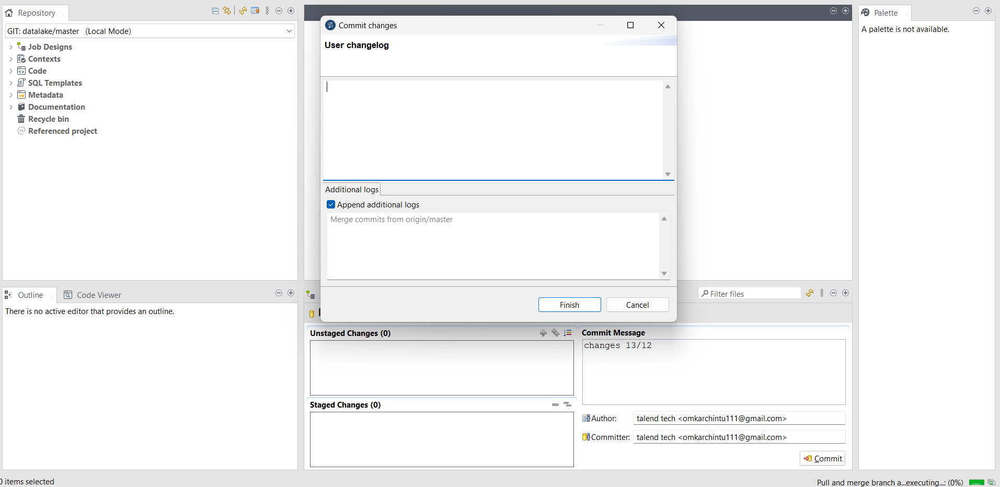 Repository
GIT: datalake/master (Local Mode)
Job Designs
Contexts
Code
SQL Templates
Metadata
Documentation
Recycle bin
Referenced project
Commit changes
User changelog
Additional logs
Append additional logs
Merge commits from origin/master
Finish
Cancel
Palette
A palette is not available.
Outline
Code Viewer
There is no active editor that provides an outline.
Filter files
Unstaged Changes (0)
Staged Changes (0)
Commit Message
changes 13/12
Author:
talend tech <omkarchintu111@gmail.com>
Committer:
talend tech <omkarchintu111@gmail.com>
Commit
0 items selected
Pull and merge branch a...executing...: (0%)